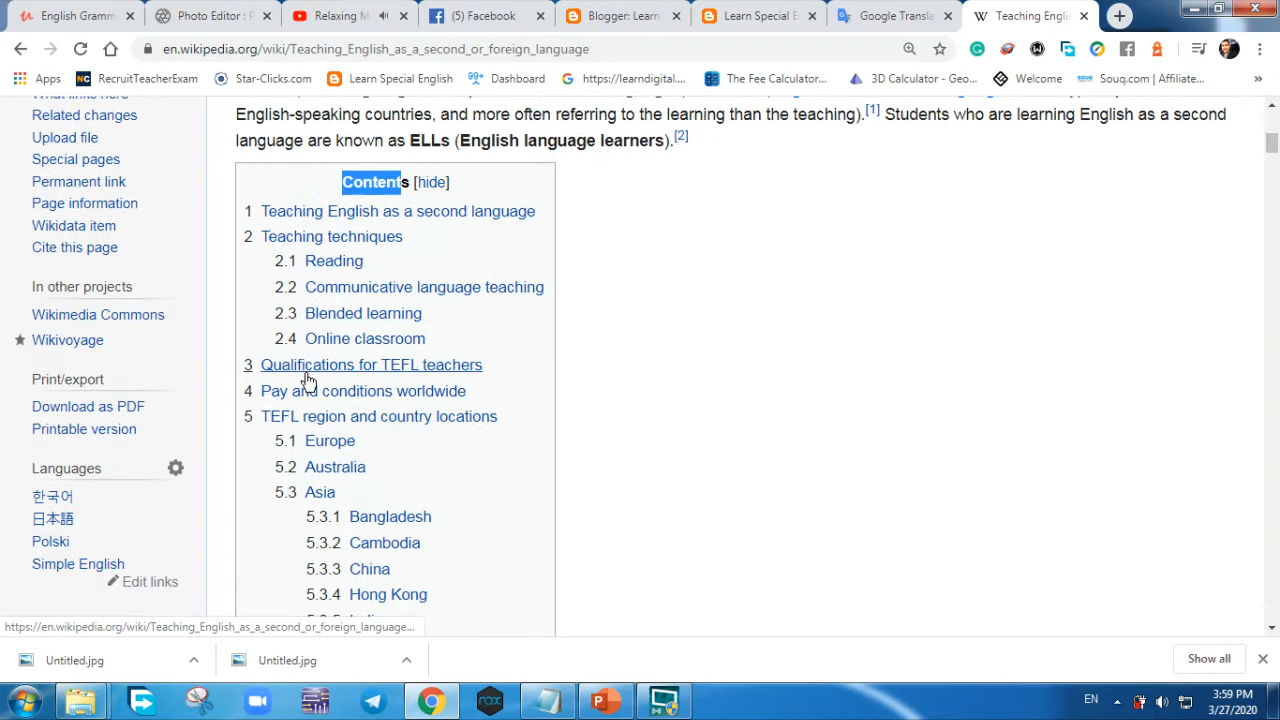 English Gramm
Photo Editor : P
Relaxing M
(5) Facebook
Blogger: Learn
Learn Special E
Google Transla
Teaching Engli
en.wikipedia.org/wiki/Teaching_English_as_a_second_or_foreign_language
Apps
RecruitTeacherExam
Star-Clicks.com
Learn Special English
99+ Dashboard
https://learndigital....
The Fee Calculator...
3D Calculator - Geo...
Welcome
Souq.com | Affiliate...
»
What links here
Related changes
Upload file
Special pages
Permanent link
Page information
Wikidata item
Cite this page
In other projects
Wikimedia Commons
Wikivoyage
Print/export
Download as PDF
Printable version
Languages
한국어
日本語
Polski
Simple English
Edit links
English-speaking countries, and more often referring to the learning than the teaching).[1] Students who are learning English as a second
language are known as ELLs (English language learners).[2]
Contents [hide]
1 Teaching English as a second language
2 Teaching techniques
2.1 Reading
2.2 Communicative language teaching
2.3 Blended learning
2.4 Online classroom
3 Qualifications for TEFL teachers
4 Pay and conditions worldwide
5 TEFL region and country locations
5.1 Europe
5.2 Australia
5.3 Asia
5.3.1 Bangladesh
5.3.2 Cambodia
5.3.3 China
5.3.4 Hong Kong
https://en.wikipedia.org/wiki/Teaching_English_as_a_second_or_foreign_language...
Untitled.jpg
Untitled.jpg
Show all
EN
3:59 PM
3/27/2020